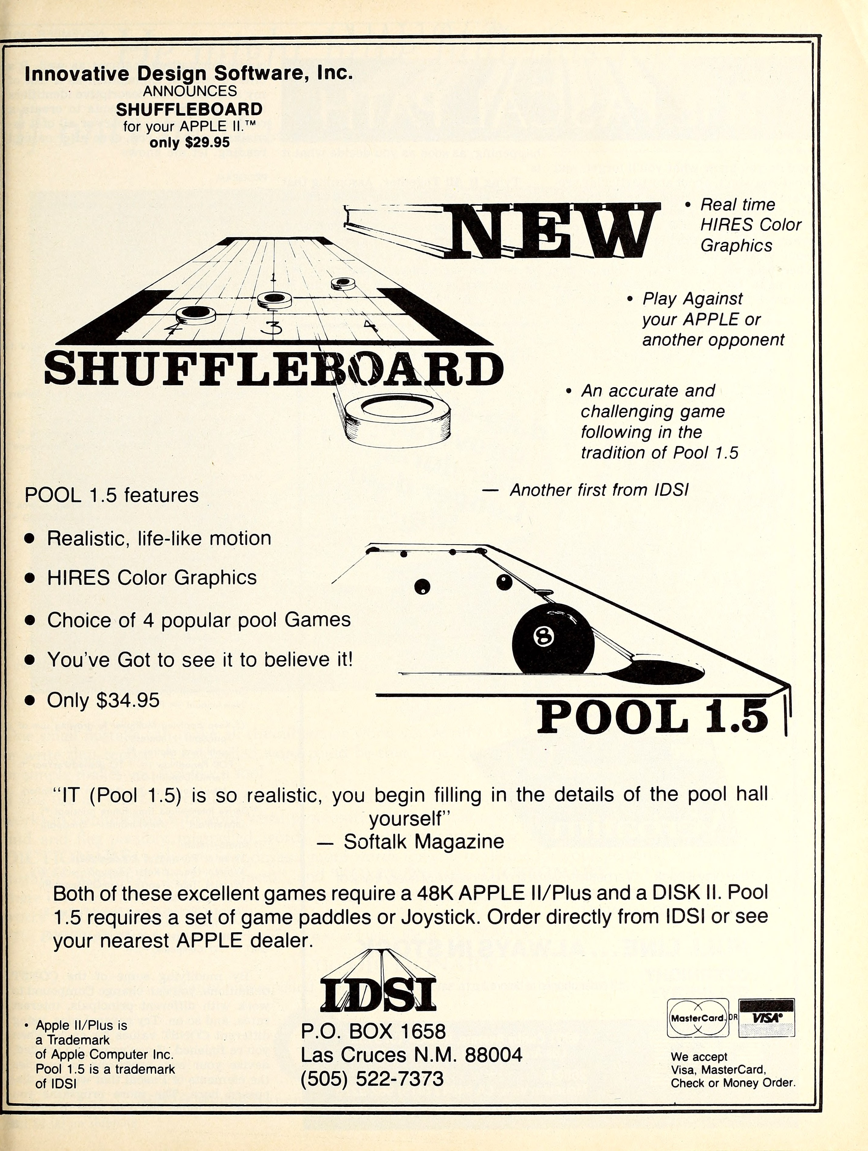 Innovative Design Software, Inc.
ANNOUNCES
SHUFFLEBOARD
for your APPLE II.™
only $29.95
NEW
• Real time
HIRES Color
Graphics
• Play Against
your APPLE or
another opponent
1
2
3
4
SHUFFLEBOARD
• An accurate and
challenging game
following in the
tradition of Pool 1.5
— Another first from IDSI
POOL 1.5 features
● Realistic, life-like motion
● HIRES Color Graphics
● Choice of 4 popular pool Games
● You've Got to see it to believe it!
● Only $34.95
8
POOL 1.5
“IT (Pool 1.5) is so realistic, you begin filling in the details of the pool hall
yourself”
— Softalk Magazine
Both of these excellent games require a 48K APPLE II/Plus and a DISK II. Pool
1.5 requires a set of game paddles or Joystick. Order directly from IDSI or see
your nearest APPLE dealer.
IDSI
P.O. BOX 1658
Las Cruces N.M. 88004
(505) 522-7373
• Apple II/Plus is
a Trademark
of Apple Computer Inc.
Pool 1.5 is a trademark
of IDSI
MasterCard OR VISA®
We accept
Visa, MasterCard,
Check or Money Order.